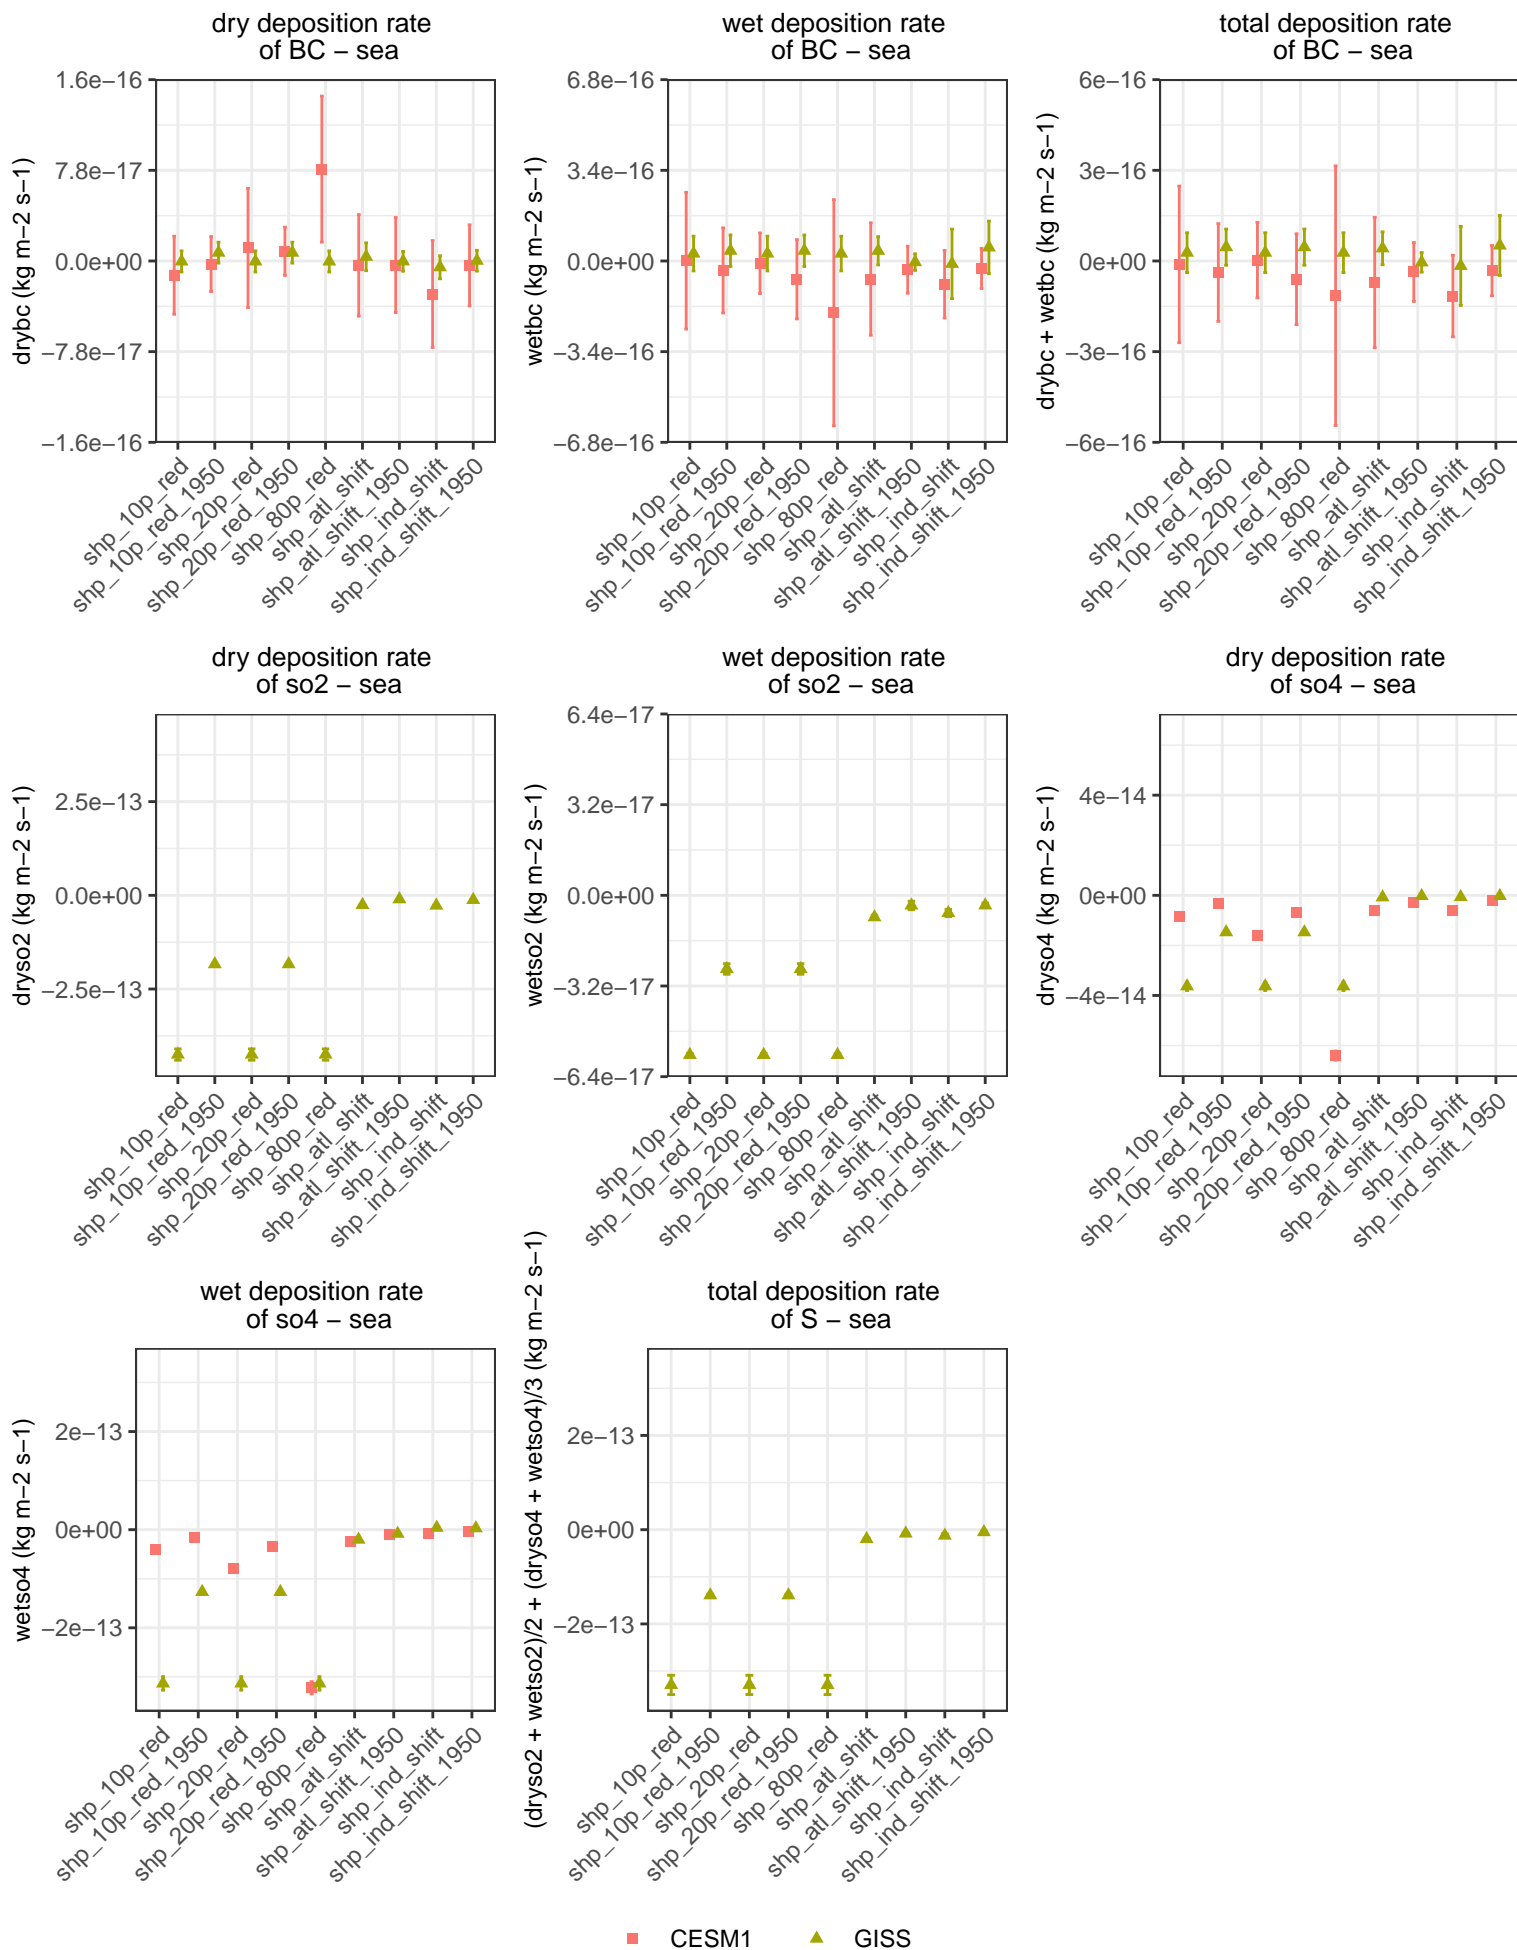 dry deposition rate
of BC − sea
drybc (kg m−2 s−1)
1.6e−16
7.8e−17
0.0e+00
−7.8e−17
−1.6e−16
shp_10p_red
shp_10p_red_1950
shp_20p_red
shp_20p_red_1950
shp_80p_red
shp_atl_shift
shp_atl_shift_1950
shp_ind_shift
shp_ind_shift_1950
wet deposition rate
of BC − sea
wetbc (kg m−2 s−1)
6.8e−16
3.4e−16
0.0e+00
−3.4e−16
−6.8e−16
shp_10p_red
shp_10p_red_1950
shp_20p_red
shp_20p_red_1950
shp_80p_red
shp_atl_shift
shp_atl_shift_1950
shp_ind_shift
shp_ind_shift_1950
total deposition rate
of BC − sea
drybc + wetbc (kg m−2 s−1)
6e−16
3e−16
0e+00
−3e−16
−6e−16
shp_10p_red
shp_10p_red_1950
shp_20p_red
shp_20p_red_1950
shp_80p_red
shp_atl_shift
shp_atl_shift_1950
shp_ind_shift
shp_ind_shift_1950
dry deposition rate
of so2 − sea
dryso2 (kg m−2 s−1)
2.5e−13
0.0e+00
−2.5e−13
shp_10p_red
shp_10p_red_1950
shp_20p_red
shp_20p_red_1950
shp_80p_red
shp_atl_shift
shp_atl_shift_1950
shp_ind_shift
shp_ind_shift_1950
wet deposition rate
of so2 − sea
wetso2 (kg m−2 s−1)
6.4e−17
3.2e−17
0.0e+00
−3.2e−17
−6.4e−17
shp_10p_red
shp_10p_red_1950
shp_20p_red
shp_20p_red_1950
shp_80p_red
shp_atl_shift
shp_atl_shift_1950
shp_ind_shift
shp_ind_shift_1950
dry deposition rate
of so4 − sea
dryso4 (kg m−2 s−1)
4e−14
0e+00
−4e−14
shp_10p_red
shp_10p_red_1950
shp_20p_red
shp_20p_red_1950
shp_80p_red
shp_atl_shift
shp_atl_shift_1950
shp_ind_shift
shp_ind_shift_1950
wet deposition rate
of so4 − sea
wetso4 (kg m−2 s−1)
2e−13
0e+00
−2e−13
shp_10p_red
shp_10p_red_1950
shp_20p_red
shp_20p_red_1950
shp_80p_red
shp_atl_shift
shp_atl_shift_1950
shp_ind_shift
shp_ind_shift_1950
total deposition rate
of S − sea
(dryso2 + wetso2)/2 + (dryso4 + wetso4)/3 (kg m−2 s−1)
2e−13
0e+00
−2e−13
shp_10p_red
shp_10p_red_1950
shp_20p_red
shp_20p_red_1950
shp_80p_red
shp_atl_shift
shp_atl_shift_1950
shp_ind_shift
shp_ind_shift_1950
CESM1
GISS